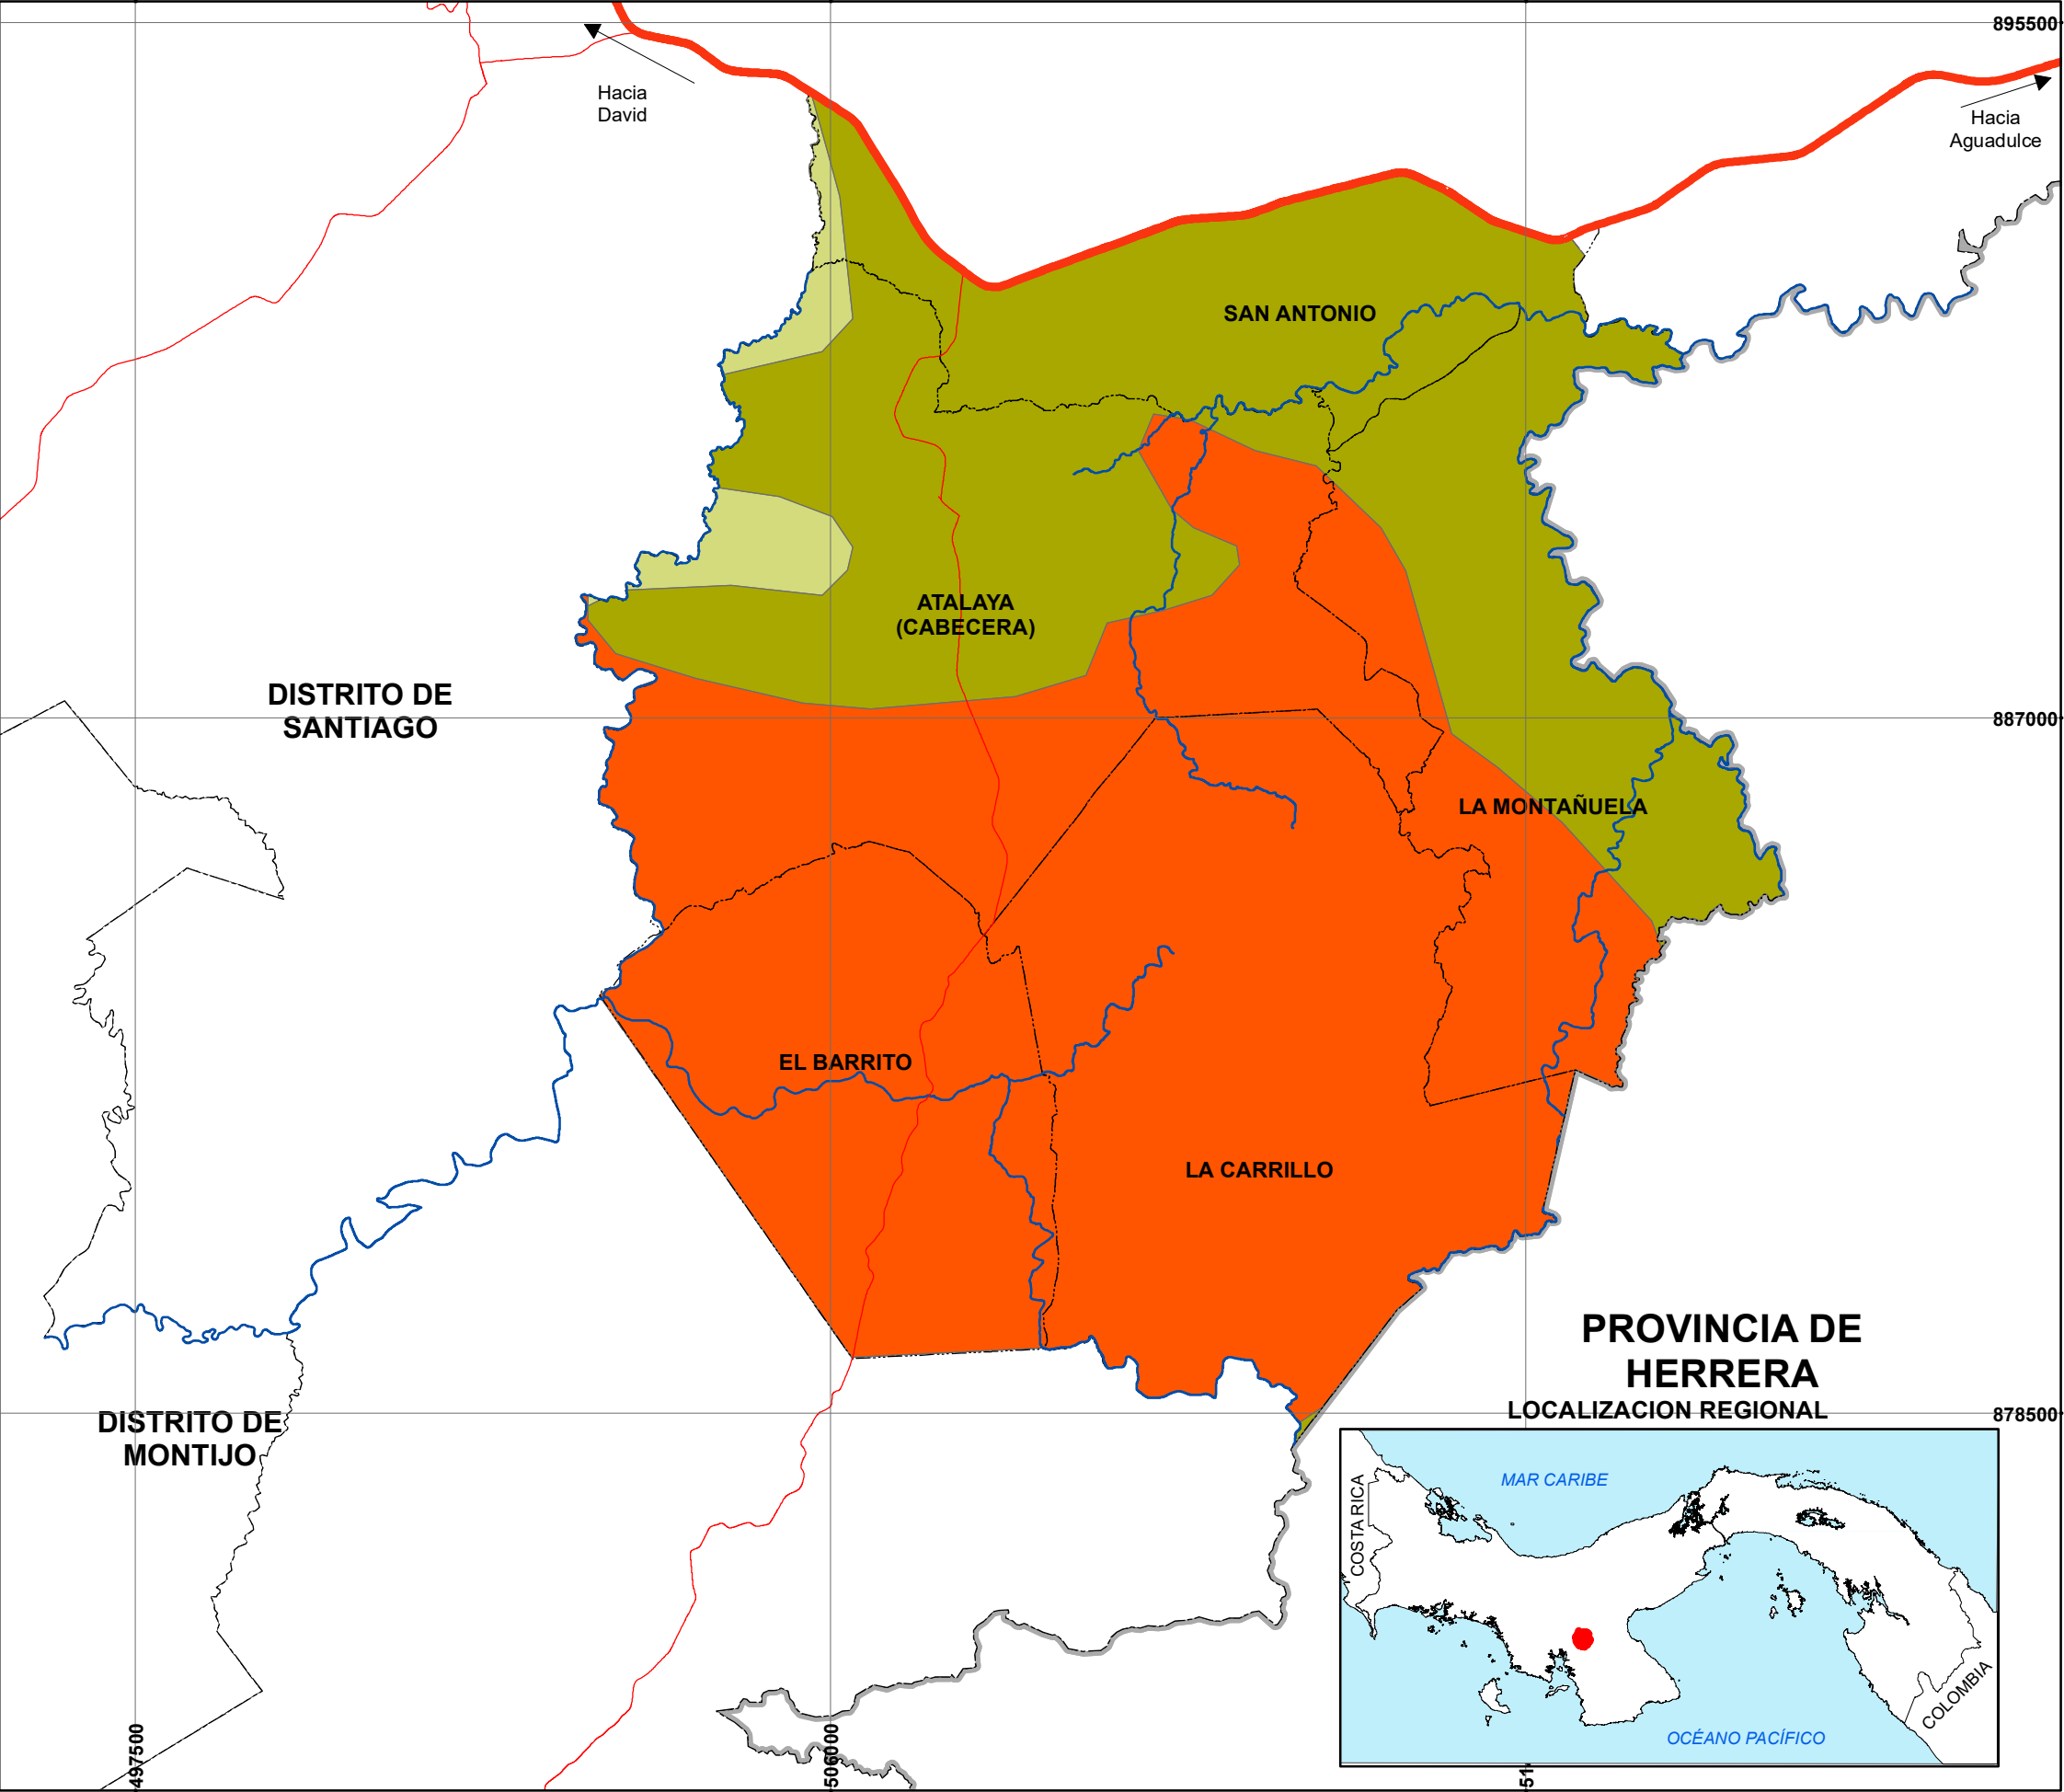 895500
Hacia
David
Hacia
Aguadulce
SAN ANTONIO
ATALAYA
(CABECERA)
DISTRITO DE
SANTIAGO
887000
LA MONTAÑUELA
EL BARRITO
LA CARRILLO
PROVINCIA DE
HERRERA
LOCALIZACION REGIONAL
878500
DISTRITO DE
MONTIJO
MAR CARIBE
COSTA RICA
COLOMBIA
OCÉANO PACÍFICO
497500
506000